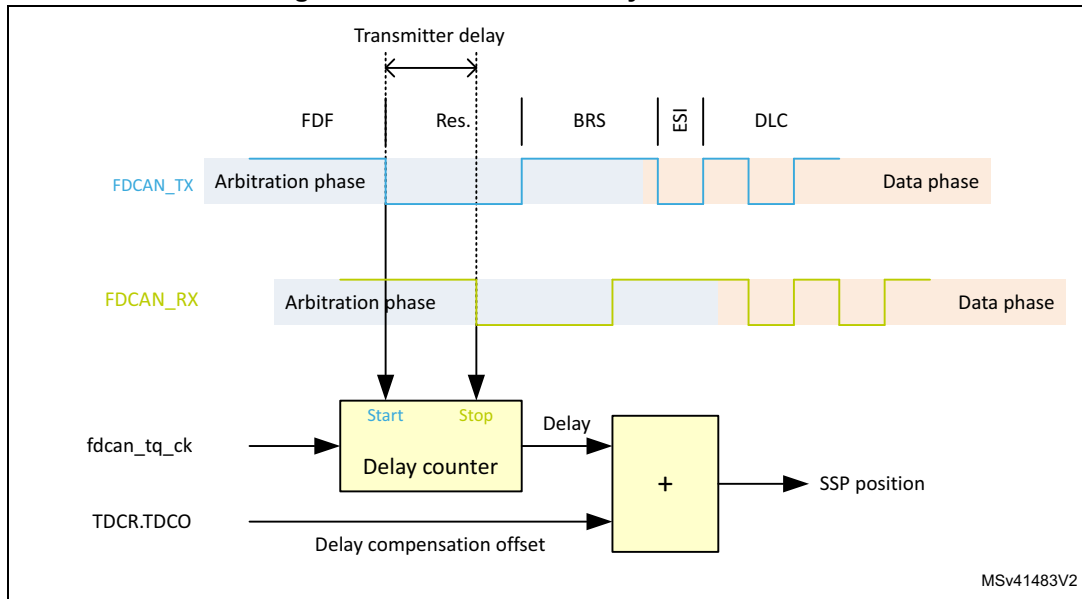 Transmitter delay
FDF
Res.
BRS
ESI
DLC
FDCAN_TX
Arbitration phase
Data phase
FDCAN_RX
Arbitration phase
Data phase
Start
Stop
Delay
fdcan_tq_ck
Delay counter
+
SSP position
TDCR.TDCO
Delay compensation offset
MSv41483V2